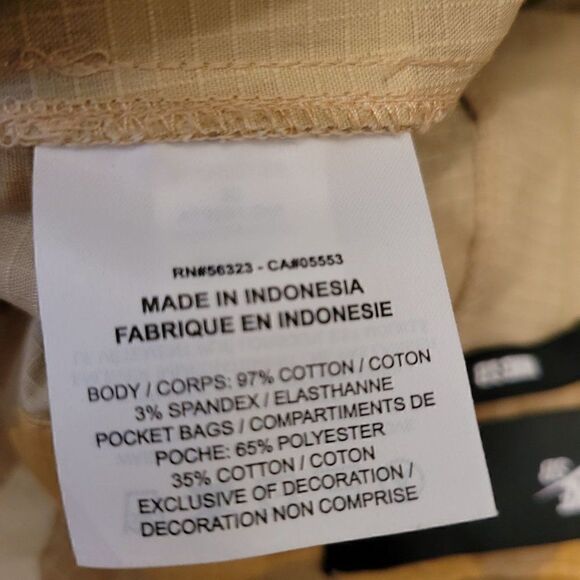 RN#56323 - CA#05553
MADE IN INDONESIA
FABRIQUE EN INDONESIE
BODY / CORPS: 97% COTTON / COTON
3% SPANDEX / ELASTHANNE
POCKET BAGS / COMPARTIMENTS DE
POCHE: 65% POLYESTER
35% COTTON / COTON
EXCLUSIVE OF DECORATION /
DECORATION NON COMPRISE